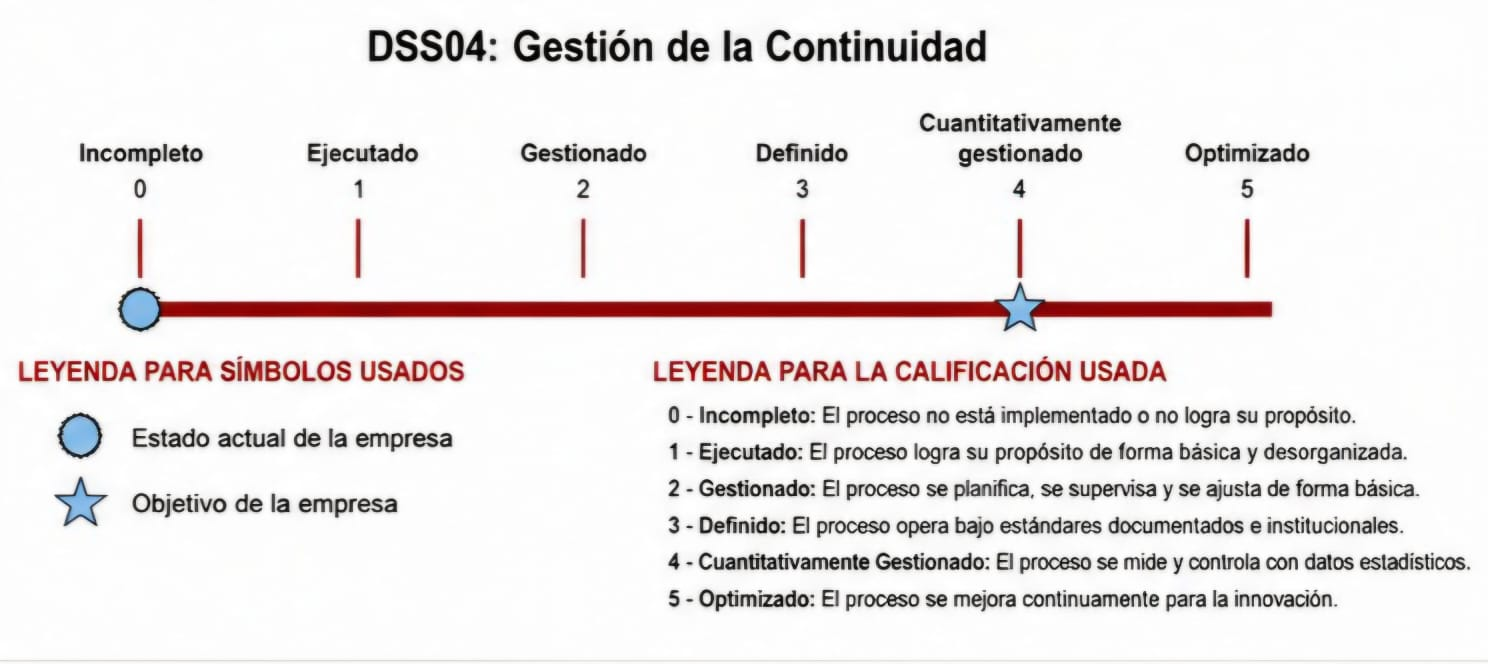 DSS04: Gestión de la Continuidad
Incompleto
0
Ejecutado
1
Gestionado
2
Definido
3
Cuantitativamente
gestionado
4
Optimizado
5
LEYENDA PARA SÍMBOLOS USADOS
Estado actual de la empresa
Objetivo de la empresa
LEYENDA PARA LA CALIFICACIÓN USADA
0 - Incompleto: El proceso no está implementado o no logra su propósito.
1 - Ejecutado: El proceso logra su propósito de forma básica y desorganizada.
2 - Gestionado: El proceso se planifica, se supervisa y se ajusta de forma básica.
3 - Definido: El proceso opera bajo estándares documentados e institucionales.
4 - Cuantitativamente Gestionado: El proceso se mide y controla con datos estadísticos.
5 - Optimizado: El proceso se mejora continuamente para la innovación.